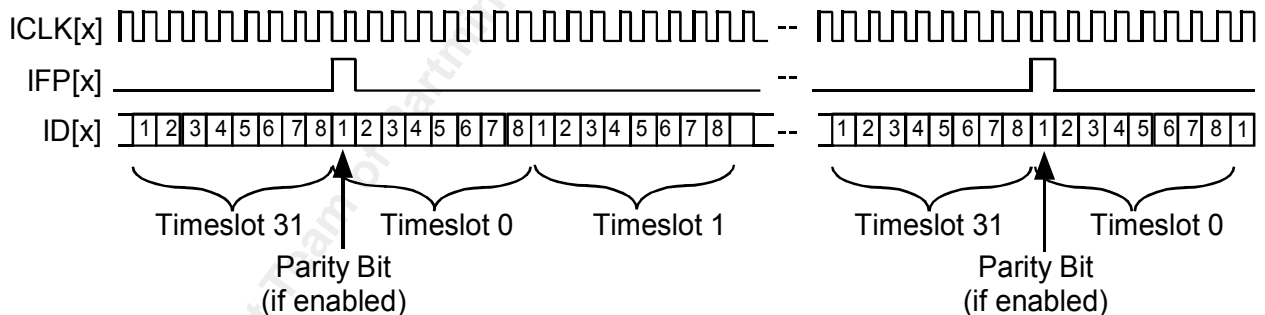 ICLK[x] --
IFP[x] --
ID[x] 1 2 3 4 5 6 7 8 1 2 3 4 5 6 7 8 1 2 3 4 5 6 7 8 -- 1 2 3 4 5 6 7 8 1 2 3 4 5 6 7 8 1
Timeslot 31 Timeslot 0 Timeslot 1 Timeslot 31 Timeslot 0
Parity Bit Parity Bit
(if enabled) (if enabled)